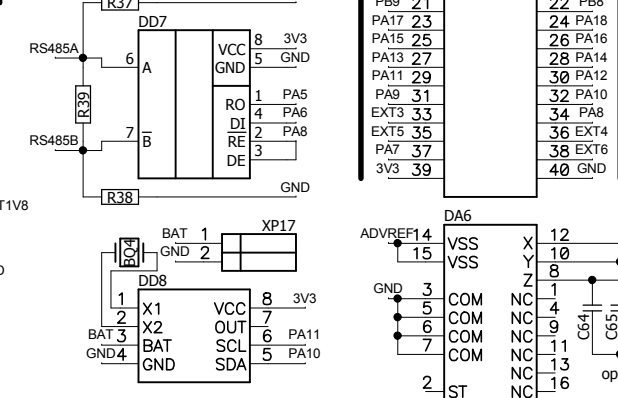 R37
DD7
RS485A 6 A
VCC 8 3V3
GND 5 GND
R39
RO 1 PA5
DI 4 PA6
RS485B 7 B
RE 2 PA8
DE 3
R38 GND
T1V8
PB9 21 22 PB8
PA17 23 24 PA18
PA15 25 26 PA16
PA13 27 28 PA14
PA11 29 30 PA12
PA9 31 32 PA10
EXT3 33 34 PA8
EXT5 35 36 EXT4
PA7 37 38 EXT6
3V3 39 40 GND
XP17
BAT 1
GND 2
BQ4
DD8
1 X1 VCC 8 3V3
2 X2 OUT 7
BAT 3 BAT SCL 6 PA11
GND 4 GND SDA 5 PA10
DA6
ADVREF 14 VSS X 12
15 VSS Y 10
Z 8
GND 3 COM NC 1
5 COM NC 4
6 COM NC 9
7 COM NC 11
NC 13
2 ST NC 16
C64
C65
op